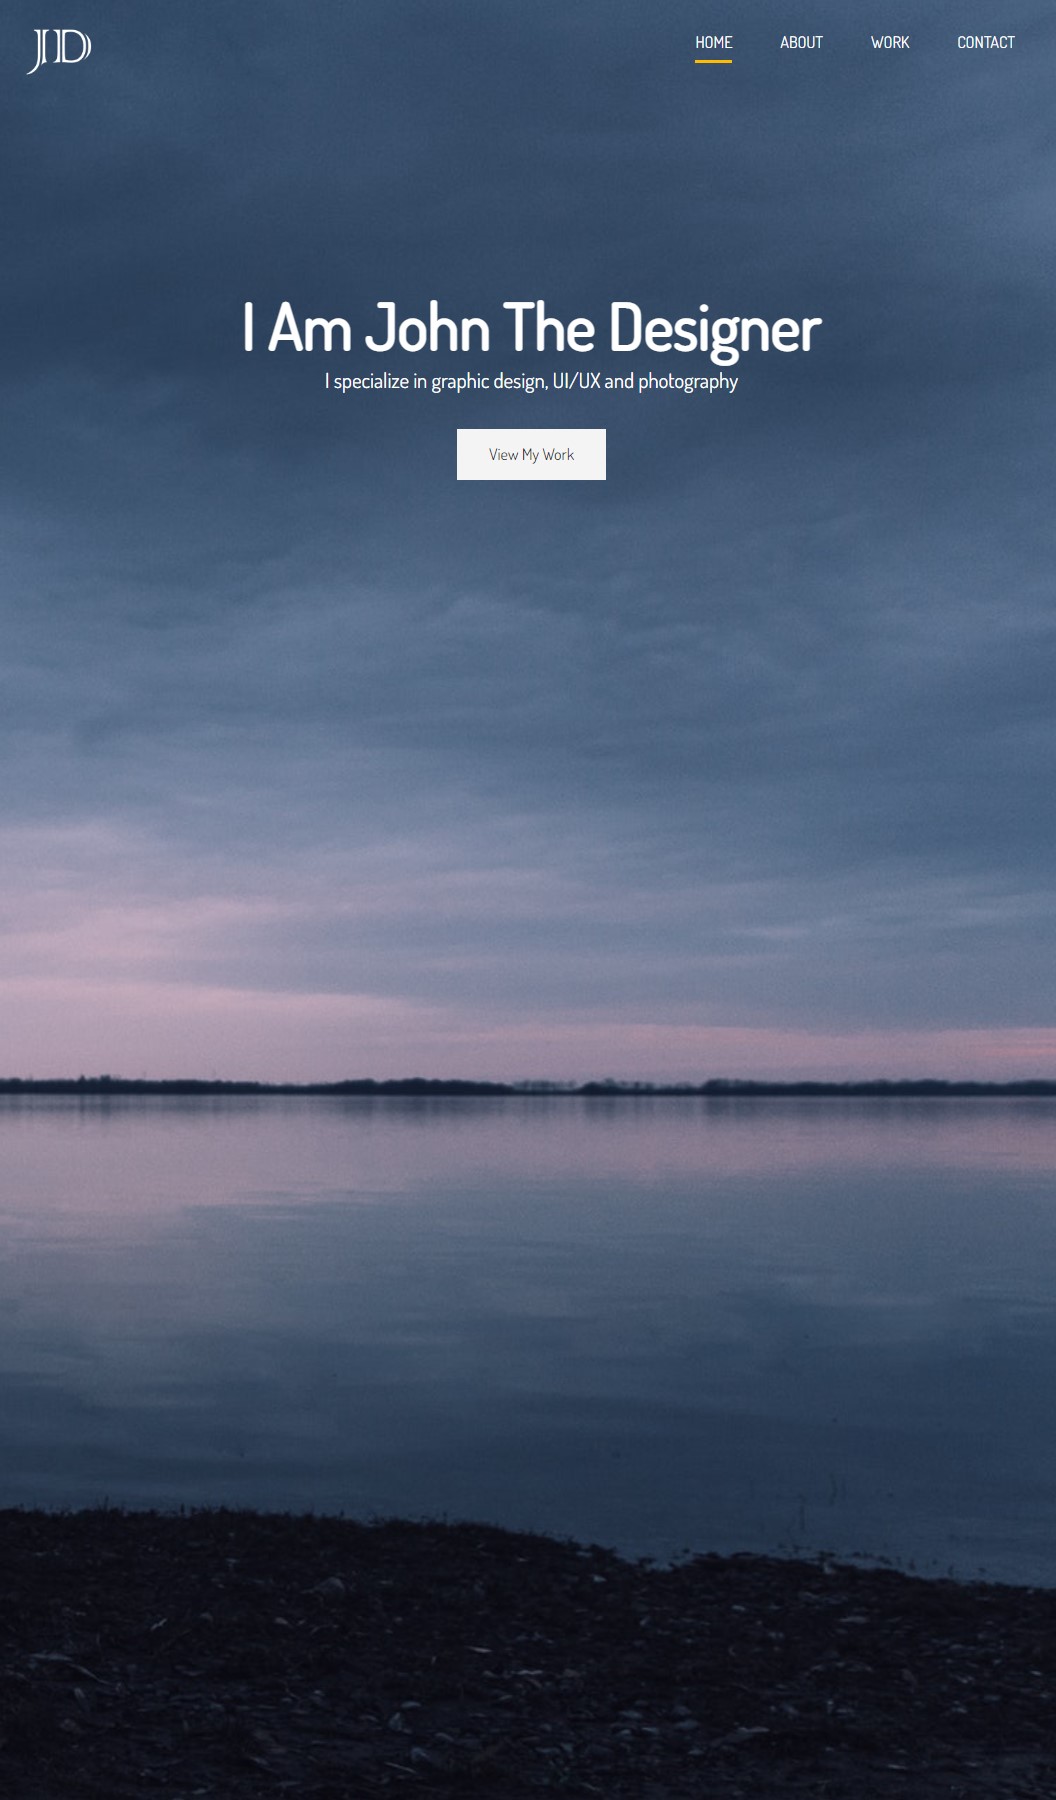 JD
HOME ABOUT WORK CONTACT
I Am John The Designer
I specialize in graphic design, UI/UX and photography
View My Work